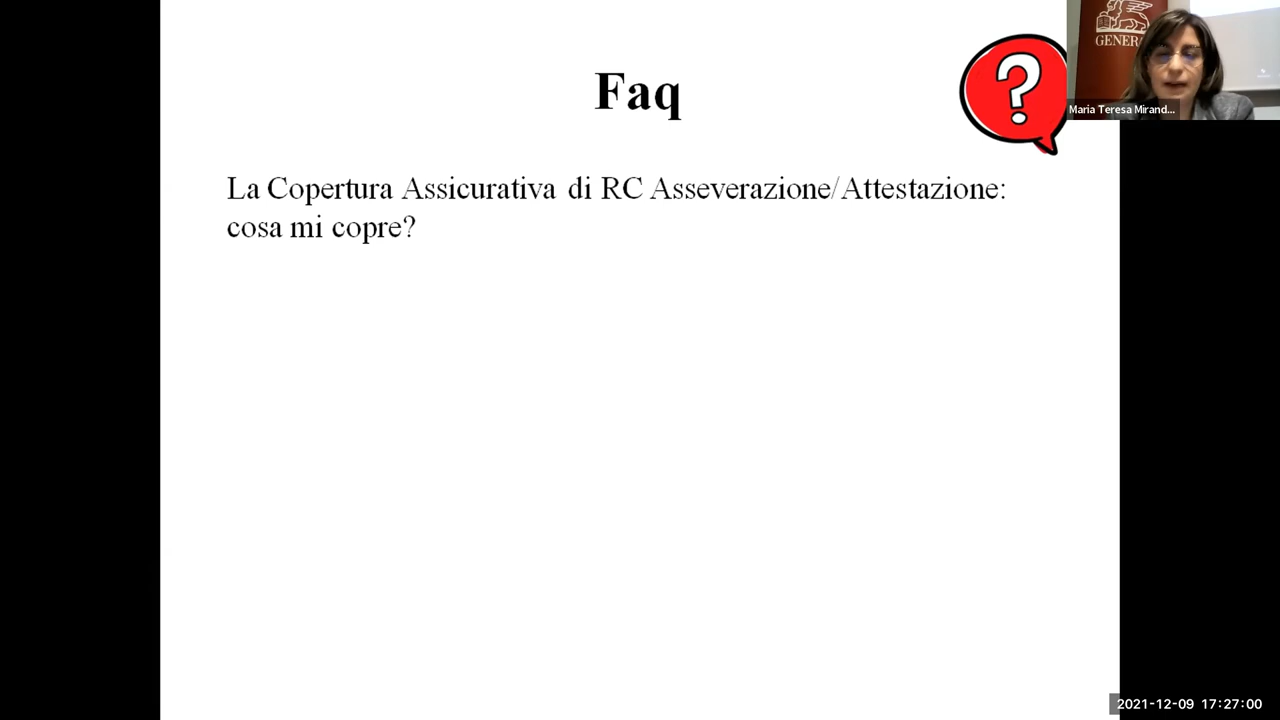 Faq
GENERA
Maria Teresa Mirand...
La Copertura Assicurativa di RC Asseverazione/Attestazione:
cosa mi copre?
2021-12-09 17:27:00